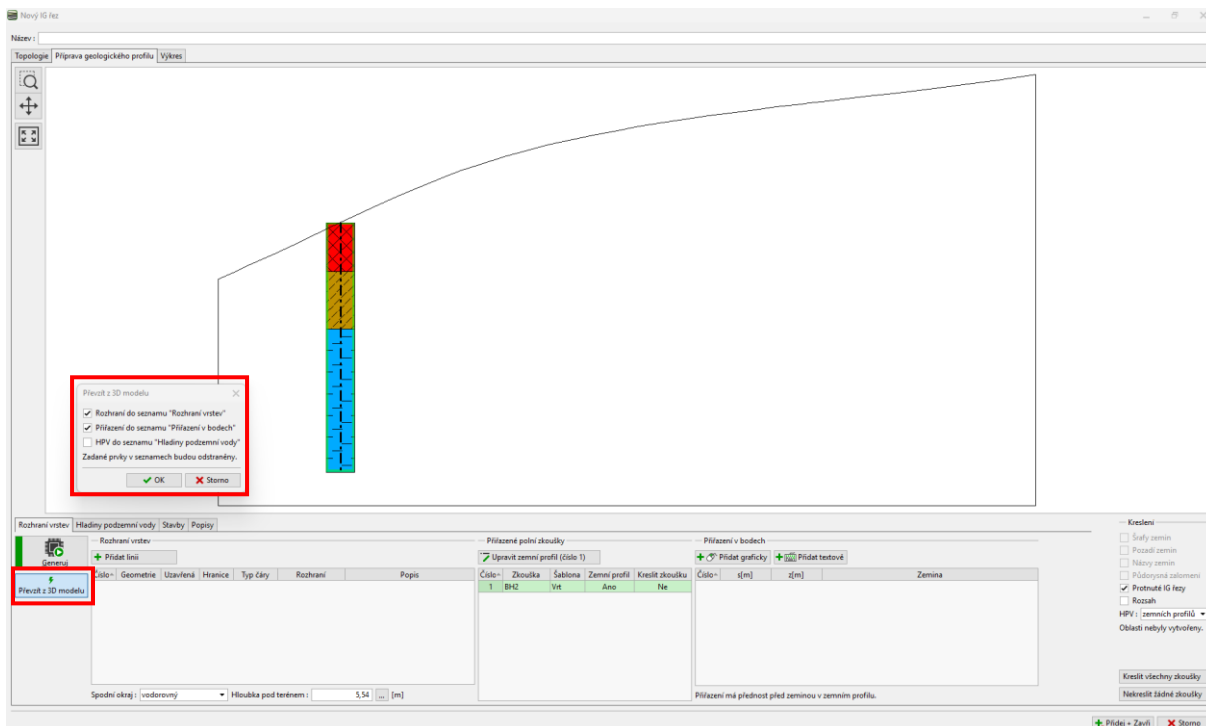 Nový IG řez
Název :
Topologie Příprava geologického profilu Výkres
Převzít z 3D modelu
Rozhraní do seznamu "Rozhraní vrstev"
Přiřazení do seznamu "Přiřazení v bodech"
HPV do seznamu "Hladiny podzemní vody"
Zadané prvky v seznamech budou odstraněny.
OK Storno
Rozhraní vrstev Hladiny podzemní vody Stavby Popisy
Generuj
Převzít z 3D modelu
Rozhraní vrstev
Přidat linii
Číslo Geometrie Uzavřená Hranice Typ čáry Rozhraní Popis
Spodní okraj : vodorovný Hloubka pod terénem : 5,54 ... [m]
Přiřazené polní zkoušky
Upravit zemní profil (číslo 1)
Číslo Zkouška Šablona Zemní profil Kreslit zkoušku
1 BH2 Vrt Ano Ne
Přiřazení v bodech
Přidat graficky Přidat textově
Číslo s[m] z[m] Zemina
Přiřazení má přednost před zeminou v zemním profilu.
Kreslení
Šrafy zemin
Pozadí zemin
Názvy zemin
Půdorysná zalomení
Protnuté IG řezy
Rozsah
HPV : zemních profilů
Oblasti nebyly vytvořeny.
Kreslit všechny zkoušky
Nekreslit žádné zkoušky
Přidej + Zavři Storno